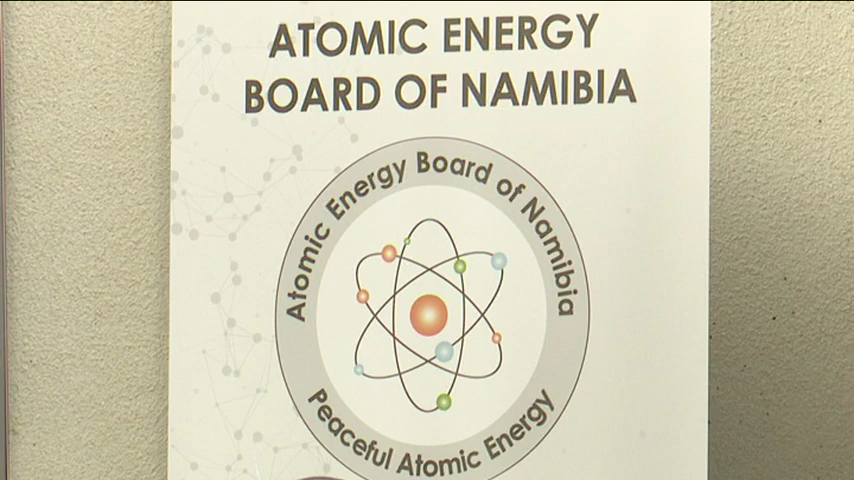 ATOMIC ENERGY
BOARD OF NAMIBIA
Atomic Energy Board of Namibia
Peaceful Atomic Energy